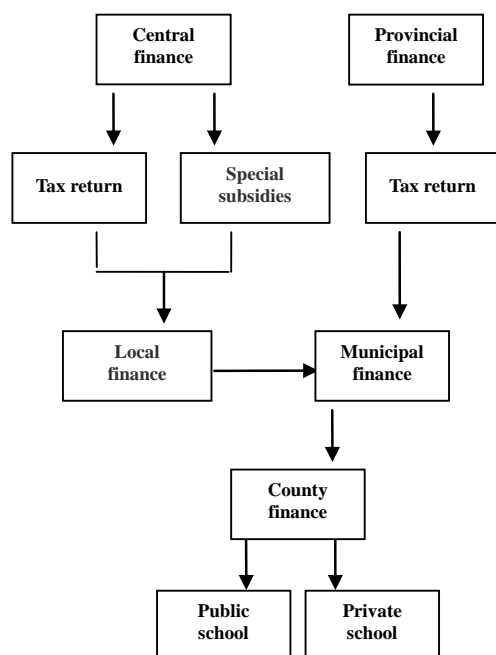 Central
finance
Provincial
finance
Tax return
Special
subsidies
Tax return
Local
finance
Municipal
finance
County
finance
Public
school
Private
school